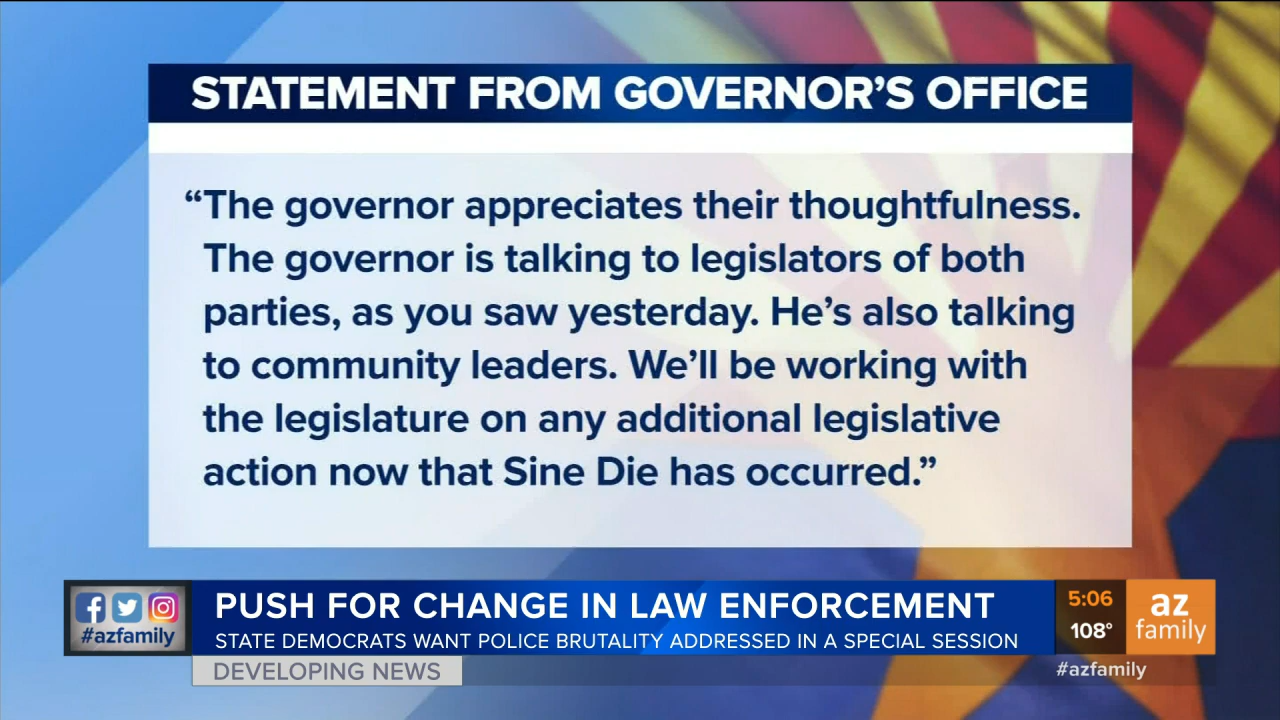 STATEMENT FROM GOVERNOR'S OFFICE
“The governor appreciates their thoughtfulness.
The governor is talking to legislators of both
parties, as you saw yesterday. He’s also talking
to community leaders. We’ll be working with
the legislature on any additional legislative
action now that Sine Die has occurred.”
#azfamily
PUSH FOR CHANGE IN LAW ENFORCEMENT
STATE DEMOCRATS WANT POLICE BRUTALITY ADDRESSED IN A SPECIAL SESSION
DEVELOPING NEWS
5:06
108°
az
family
#azfamily